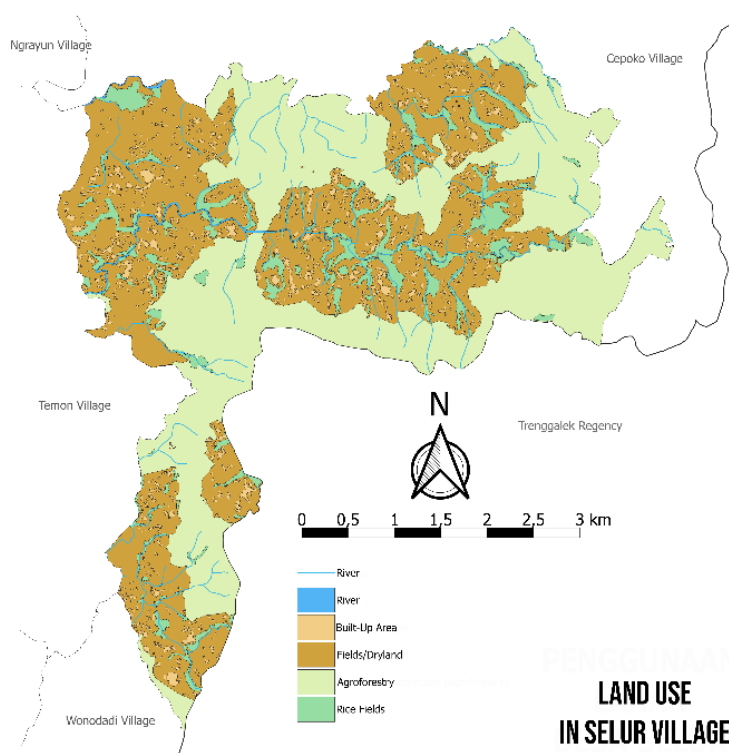 Ngrayun Village
Cepoko Village
Temon Village
Trenggalek Regency
N
0 0,5 1 1,5 2 2,5 3 km
River
River
Built-Up Area
Fields/Dryland
Agroforestry
Rice Fields
PENGGUNAAN
LAND USE
IN SELUR VILLAGE
Wonodadi Village